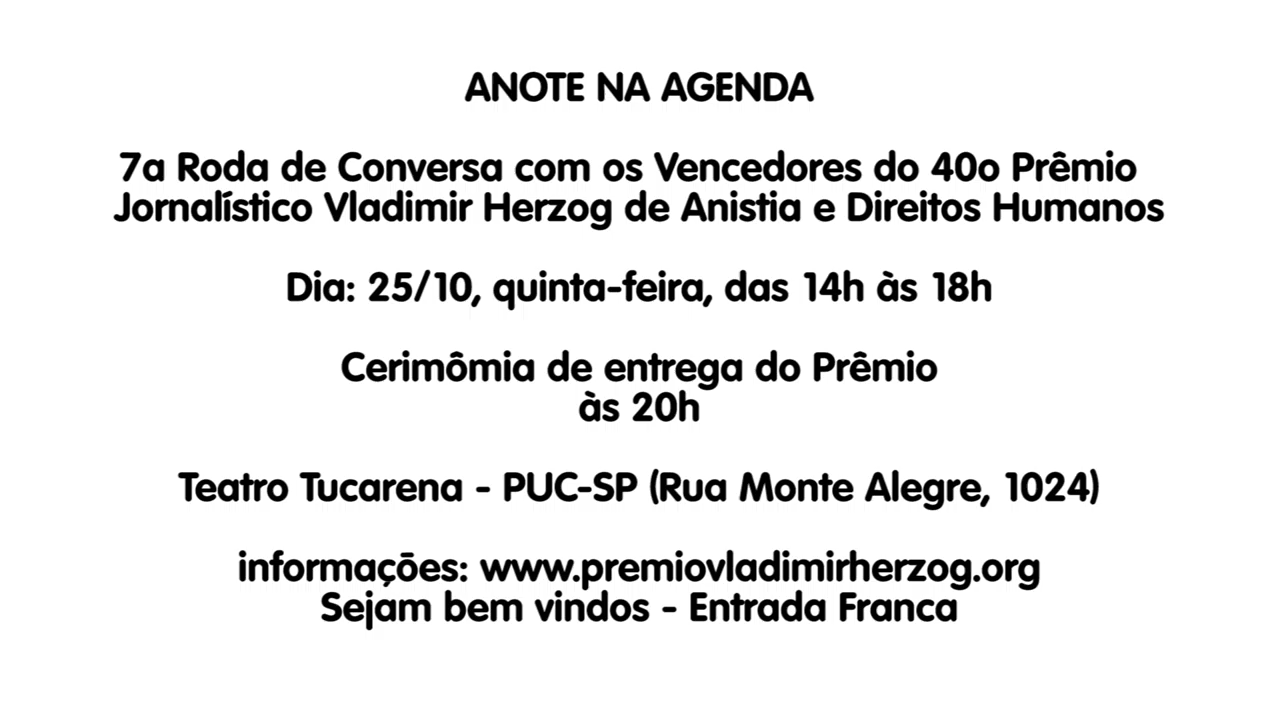 ANOTE NA AGENDA
7a Roda de Conversa com os Vencedores do 40o Prêmio
Jornalístico Vladimir Herzog de Anistia e Direitos Humanos
Dia: 25/10, quinta-feira, das 14h às 18h
Cerimômia de entrega do Prêmio
às 20h
Teatro Tucarena - PUC-SP (Rua Monte Alegre, 1024)
informações: www.premiovladimirherzog.org
Sejam bem vindos - Entrada Franca